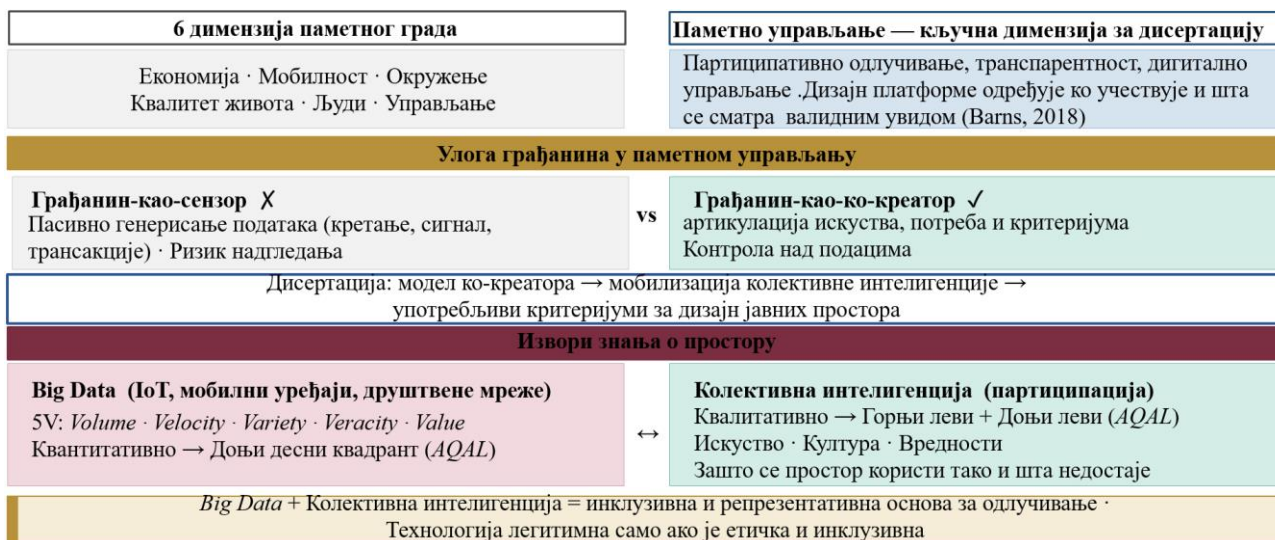 6 димензија паметног града
Економија · Мобилност · Окружење
Квалитет живота · Људи · Управљање
Паметно управљање — кључна димензија за дисертацију
Партиципативно одлучивање, транспарентност, дигитално
управљање .Дизајн платформе одређује ко учествује и шта
се сматра валидним увидом (Barns, 2018)
Улога грађанина у паметном управљању
Грађанин-као-сензор ✗
Пасивно генерисање података (кретање, сигнал,
трансакције) · Ризик надгледања
vs
Грађанин-као-ко-креатор ✓
артикулација искуства, потреба и критеријума
Контрола над подацима
Дисертација: модел ко-креатора → мобилизација колективне интелигенције →
употребљиви критеријуми за дизајн јавних простора
Извори знања о простору
Big Data (IoT, мобилни уређаји, друштвене мреже)
5V: Volume · Velocity · Variety · Veracity · Value
Квантитативно → Доњи десни квадрант (AQAL)
↔
Колективна интелигенција (партиципација)
Квалитативно → Горњи леви + Доњи леви (AQAL)
Искуство · Култура · Вредности
Зашто се простор користи тако и шта недостаје
Big Data + Колективна интелигенција = инклузивна и репрезентативна основа за одлучивање ·
Технологија легитимна само ако је етичка и инклузивна